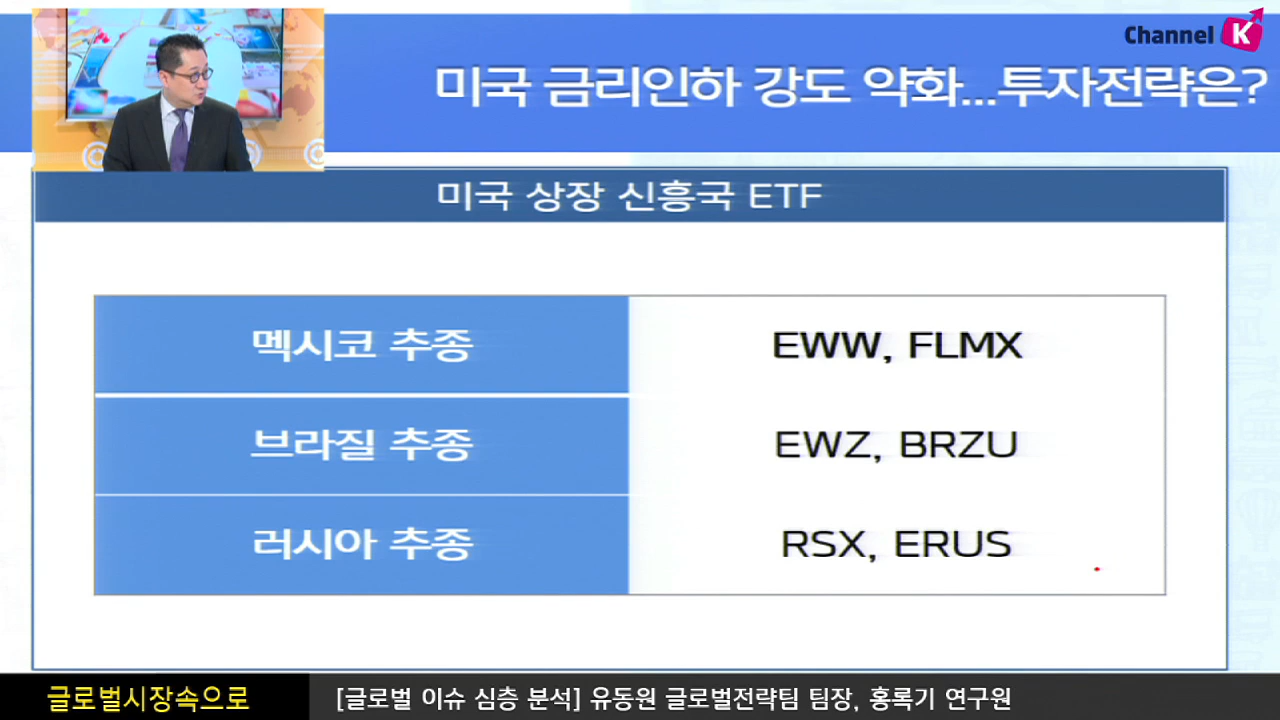 Channel K
미국 금리인하 강도 약화...투자전략은?
미국 상장 신흥국 ETF
멕시코 추종 EWW, FLMX
브라질 추종 EWZ, BRZU
러시아 추종 RSX, ERUS
글로벌시장속으로 [글로벌 이슈 심층 분석] 유동원 글로벌전략팀 팀장, 홍록기 연구원